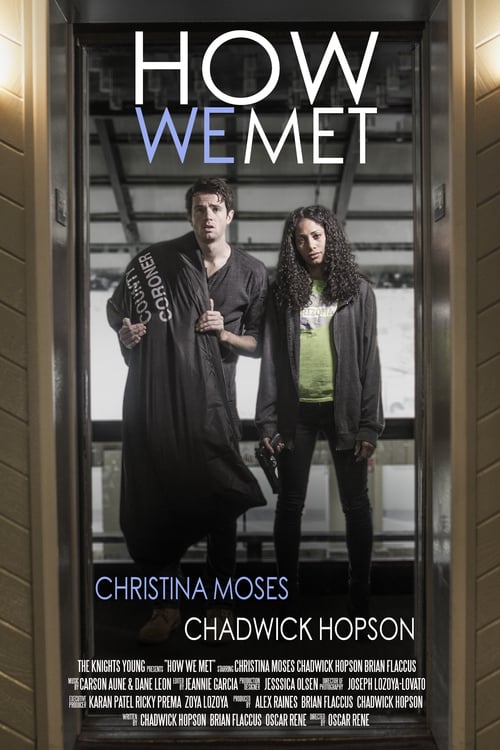 HOW
WE MET
COUNTY
CORONER
CHRISTINA MOSES
CHADWICK HOPSON
THE KNIGHTS YOUNG PRESENTS "HOW WE MET" STARRING CHRISTINA MOSES CHADWICK HOPSON BRIAN FLACCUS
MUSIC BY CARSON AUNE & DANE LEON EDITED BY JEANNIE GARCIA PRODUCTION DESIGNER JESSSICA OLSEN DIRECTOR OF PHOTOGRAPHY JOSEPH LOZOYA-LOVATO
EXECUTIVE PRODUCER KARAN PATEL RICKY PREMA ZOYA LOZOYA PRODUCED BY ALEX RAINES BRIAN FLACCUS CHADWICK HOPSON
WRITTEN BY CHADWICK HOPSON BRIAN FLACCUS OSCAR RENE DIRECTED BY OSCAR RENE